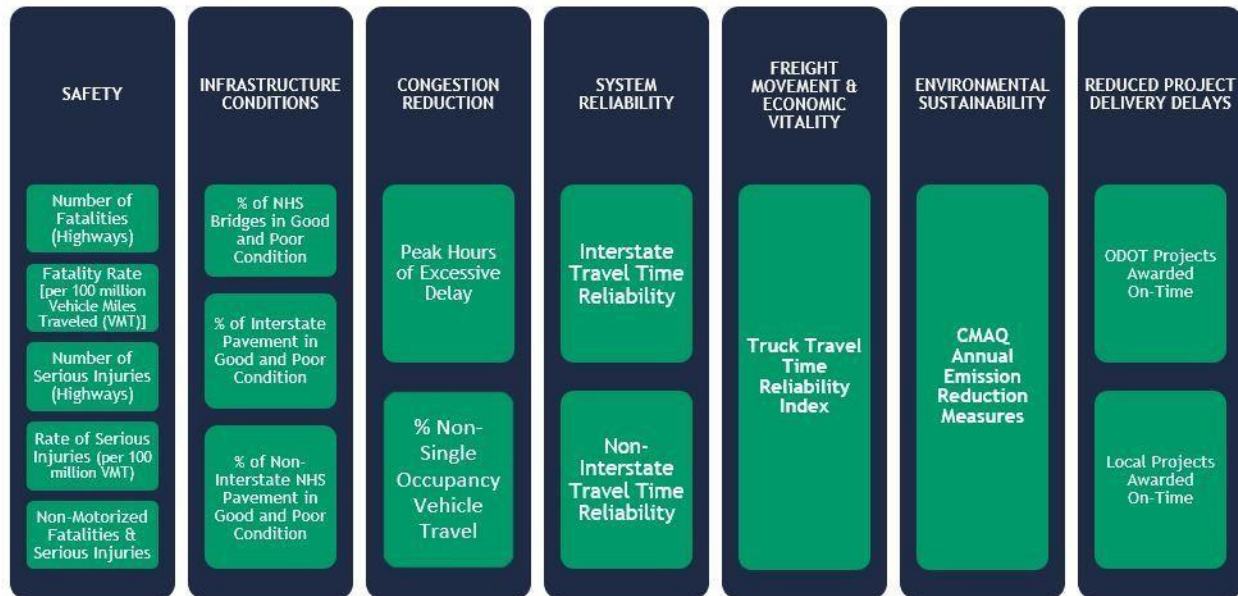 SAFETY
Number of
Fatalities
(Highways)
Fatality Rate
[per 100 million
Vehicle Miles
Traveled (VMT)]
Number of
Serious Injuries
(Highways)
Rate of Serious
Injuries (per 100
million VMT)
Non-Motorized
Fatalities &
Serious Injuries
INFRASTRUCTURE
CONDITIONS
% of NHS
Bridges in Good
and Poor
Condition
% of Interstate
Pavement in
Good and Poor
Condition
% of Non-
Interstate NHS
Pavement in
Good and Poor
Condition
CONGESTION
REDUCTION
Peak Hours
of Excessive
Delay
% Non-
Single
Occupancy
Vehicle
Travel
SYSTEM
RELIABILITY
Interstate
Travel Time
Reliability
Non-
Interstate
Travel Time
Reliability
FREIGHT
MOVEMENT &
ECONOMIC
VITALITY
Truck Travel
Time
Reliability
Index
ENVIRONMENTAL
SUSTAINABILITY
CMAQ
Annual
Emission
Reduction
Measures
REDUCED PROJECT
DELIVERY DELAYS
ODOT Projects
Awarded
On-Time
Local Projects
Awarded
On-Time